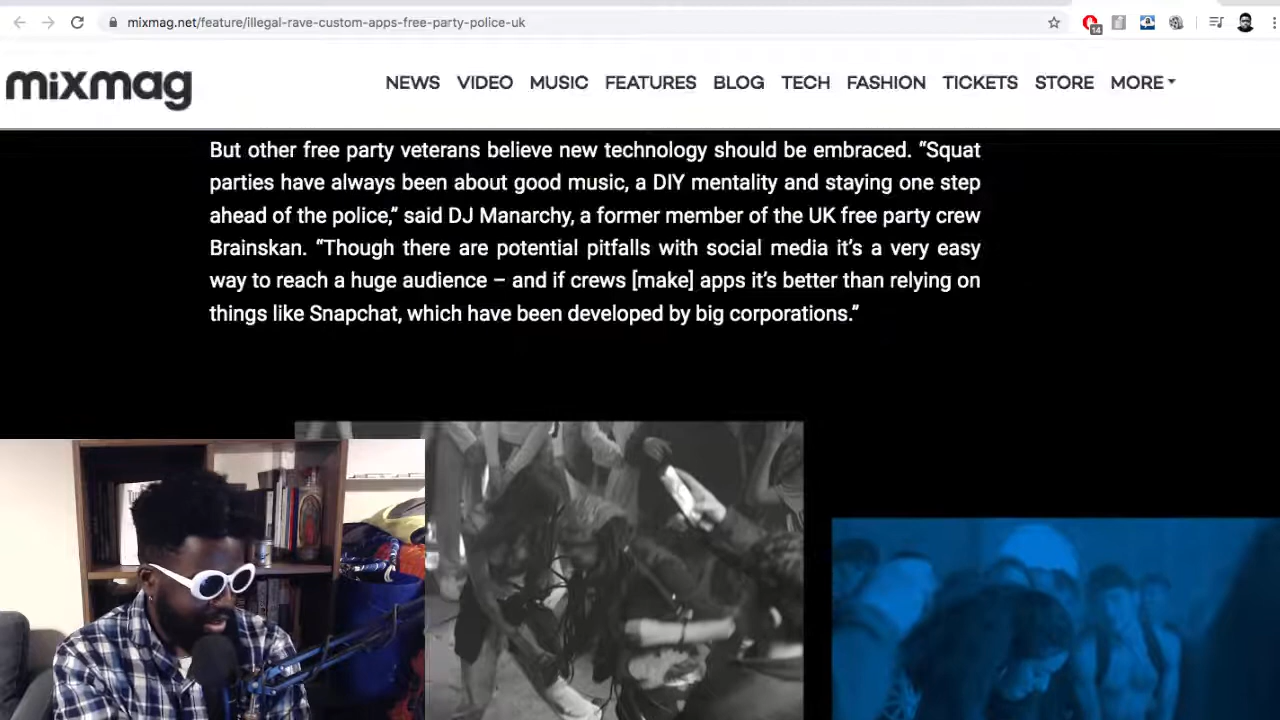 mixmag.net/feature/illegal-rave-custom-apps-free-party-police-uk
14
mixmag
NEWS VIDEO MUSIC FEATURES BLOG TECH FASHION TICKETS STORE MORE
But other free party veterans believe new technology should be embraced. “Squat
parties have always been about good music, a DIY mentality and staying one step
ahead of the police,” said DJ Manarchy, a former member of the UK free party crew
Brainskan. “Though there are potential pitfalls with social media it’s a very easy
way to reach a huge audience – and if crews [make] apps it’s better than relying on
things like Snapchat, which have been developed by big corporations.”